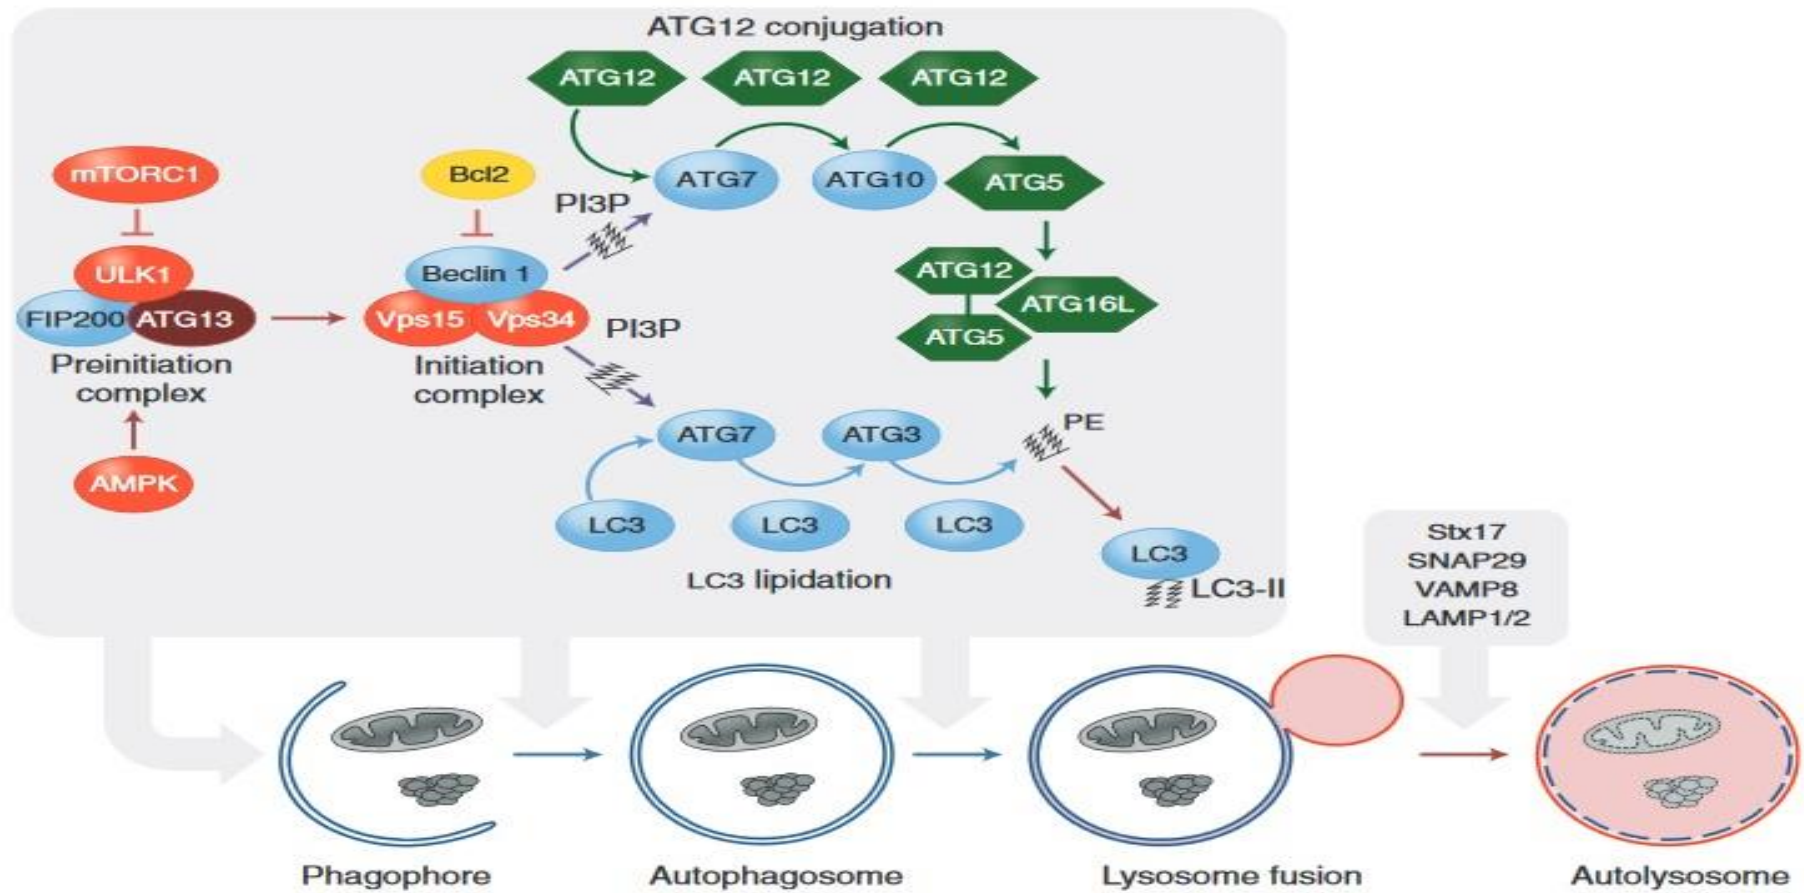 ATG12 conjugation
ATG12 ATG12 ATG12
mTORC1
Bcl2
ATG7 ATG10 ATG5
PI3P
ULK1
Beclin 1
ATG12
FIP200 ATG13
Vps15 Vps34
PI3P
ATG16L
ATG5
Preinitiation
complex
Initiation
complex
ATG7 ATG3 PE
AMPK
LC3 LC3 LC3
LC3
LC3 lipidation
LC3-II
Stx17
SNAP29
VAMP8
LAMP1/2
Phagophore Autophagosome Lysosome fusion Autolysosome